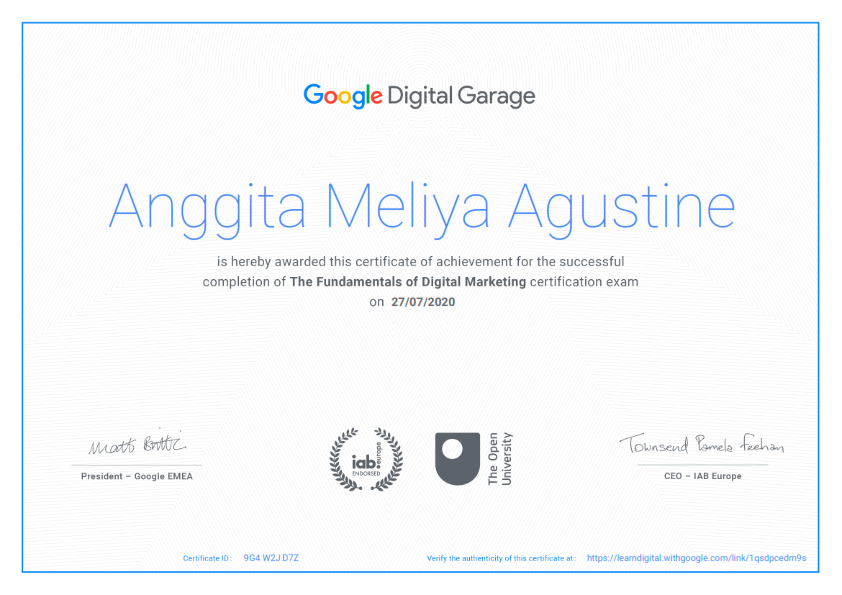 Google Digital Garage
Anggita Meliya Agustine
is hereby awarded this certificate of achievement for the successful
completion of The Fundamentals of Digital Marketing certification exam
on 27/07/2020
Matt Brittin
President – Google EMEA
iab europe
ENDORSED
The Open
University
Townsend Pamela Feehan
CEO – IAB Europe
Certificate ID : 9G4 W2J D7Z
Verify the authenticity of this certificate at : https://learndigital.withgoogle.com/link/1qsdpcedm9s